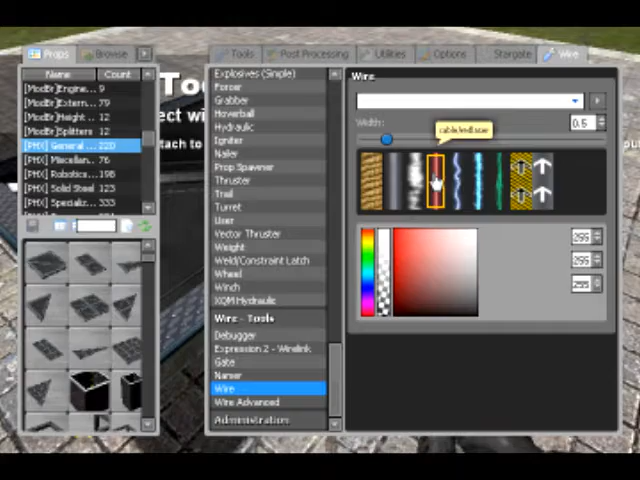 Props
Browse
Tools
Post Processing
Utilities
Options
Stargate
Wire
Name
Count
[ModBr]Engine... 9
[ModBr]Extern... 79
[ModBr]Height ... 12
[ModBr]Splitters 12
[PHX] General ... 220
[PHX] Miscellan... 76
[PHX] Robotics... 198
[PHX] Solid Steel 123
[PHX] Specialz... 333
Explosives (Simple)
Forcer
Grabber
Hoverball
Hydraulic
Igniter
Nailer
Prop Spawner
Thruster
Trail
Turret
User
Vector Thruster
Weight
Weld/Constraint Latch
Wheel
Winch
XQM Hydraulic
Wire - Tools
Debugger
Expression 2 - Wirelink
Gate
Namer
Wire
Wire Advanced
Administration
Wire
Width:
0.5
cable/redlaser
255
255
255